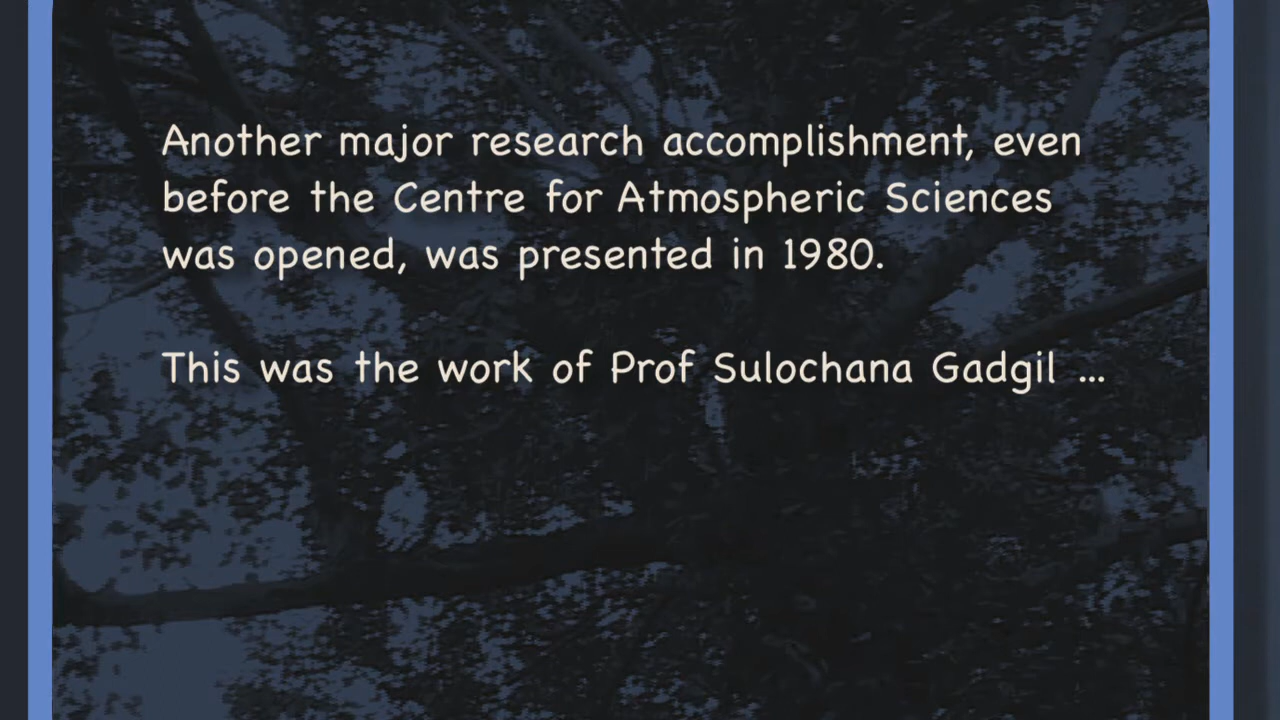 Another major research accomplishment, even
before the Centre for Atmospheric Sciences
was opened, was presented in 1980.
This was the work of Prof Sulochana Gadgil ...